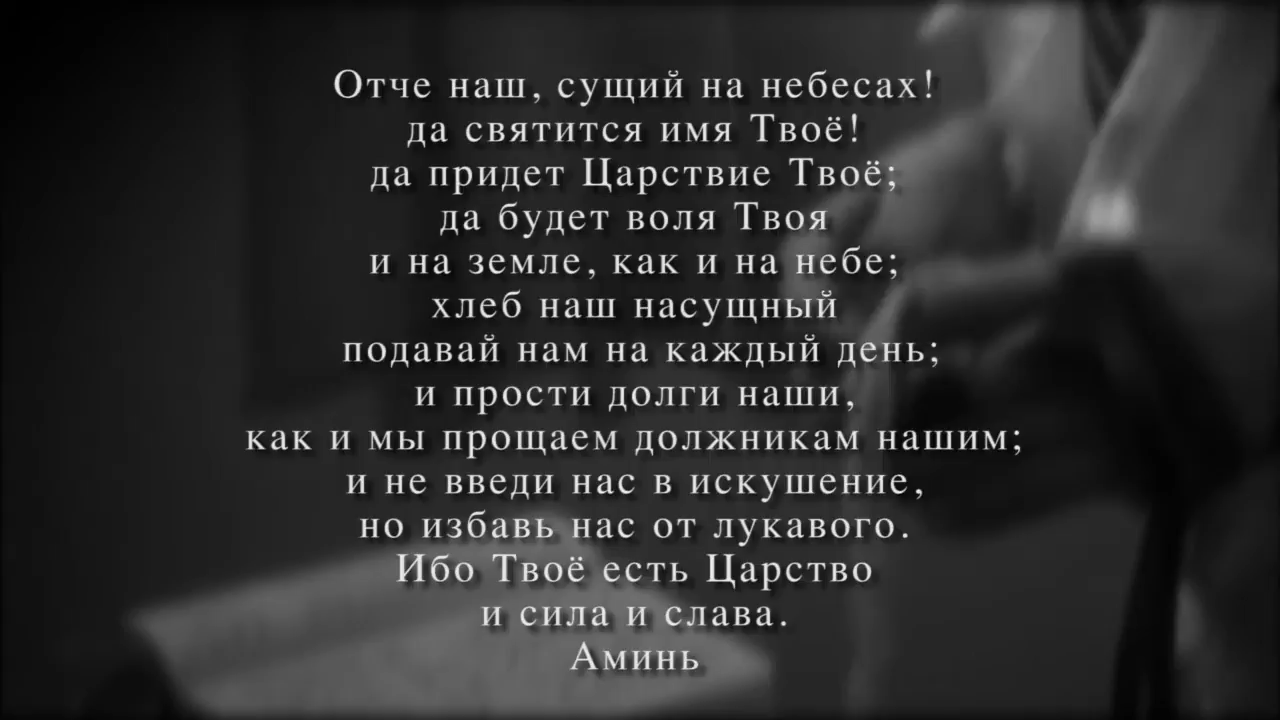 Отче наш, сущий на небесах!
да святится имя Твоё!
да придет Царствие Твоё;
да будет воля Твоя
и на земле, как и на небе;
хлеб наш насущный
подавай нам на каждый день;
и прости долги наши,
как и мы прощаем должникам нашим;
и не введи нас в искушение,
но избавь нас от лукавого.
Ибо Твоё есть Царство
и сила и слава.
Аминь